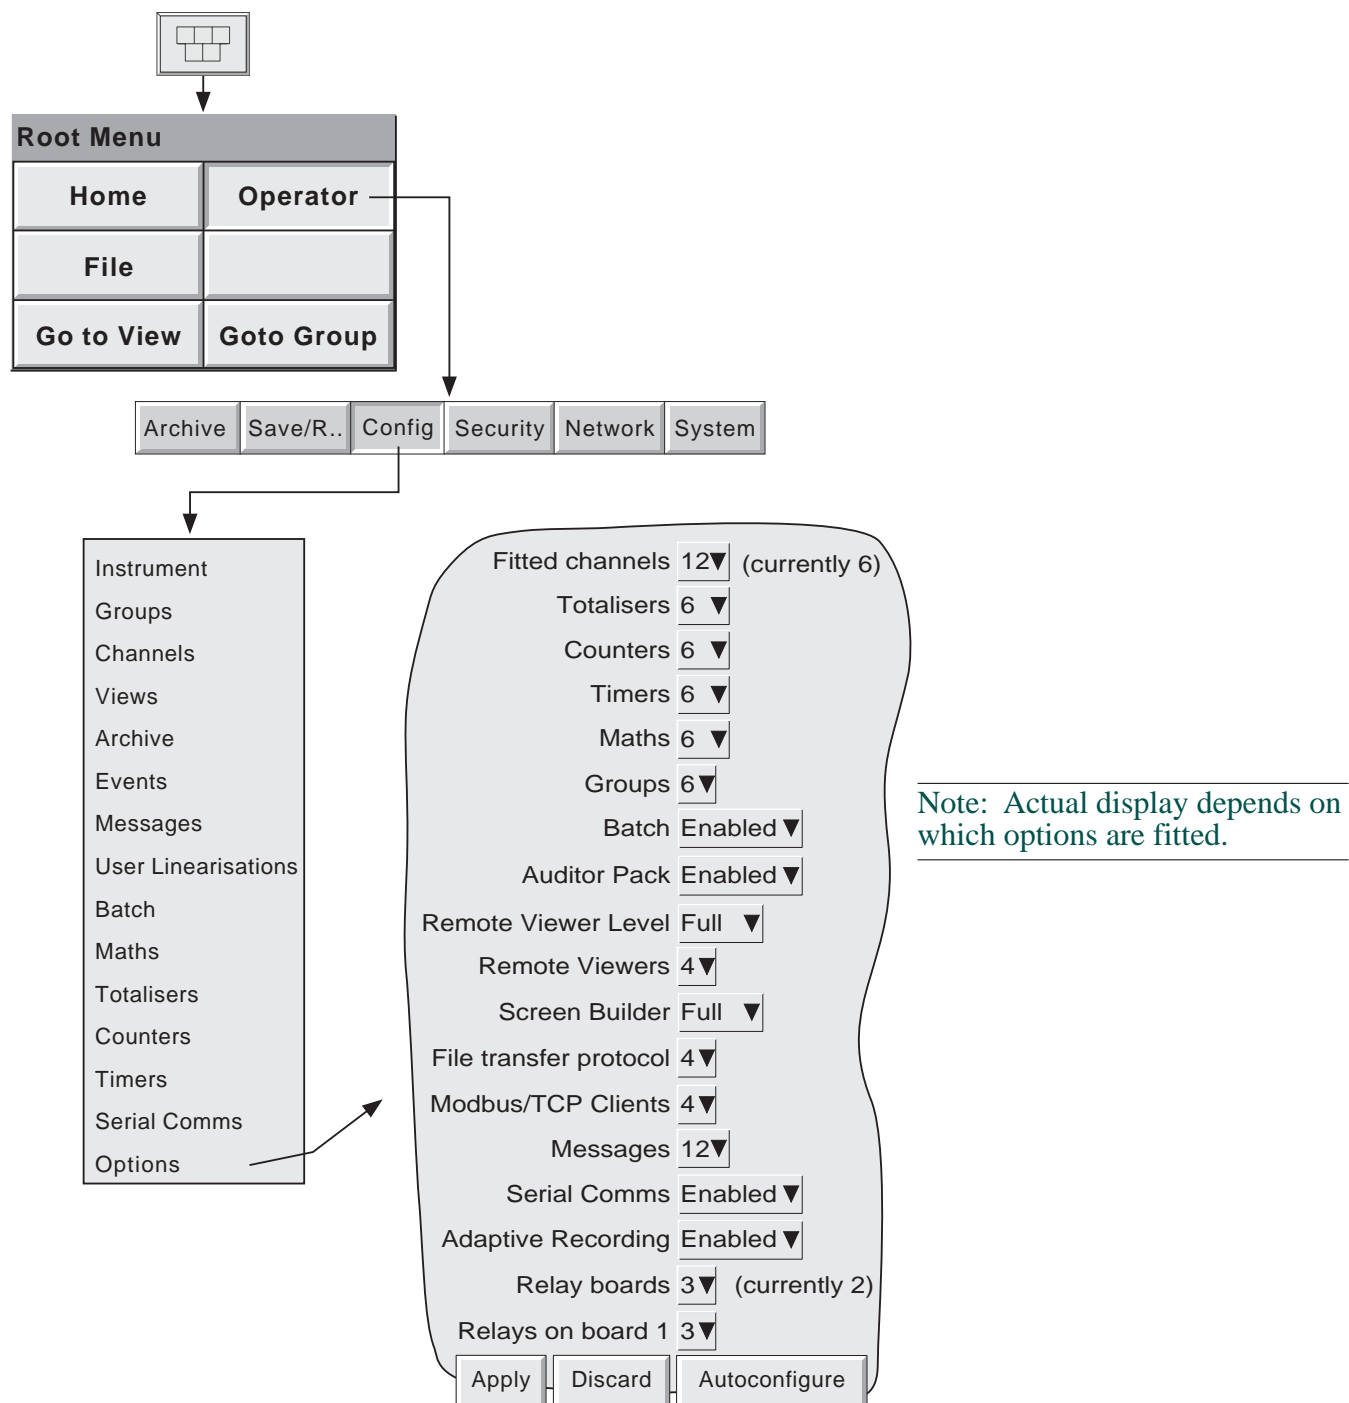 Root Menu
Home Operator
File
Go to View Goto Group
Archive Save/R.. Config Security Network System
Instrument
Groups
Channels
Views
Archive
Events
Messages
User Linearisations
Batch
Maths
Totalisers
Counters
Timers
Serial Comms
Options
Fitted channels 12▼ (currently 6)
Totalisers 6 ▼
Counters 6 ▼
Timers 6 ▼
Maths 6 ▼
Groups 6▼
Batch Enabled ▼
Auditor Pack Enabled ▼
Remote Viewer Level Full ▼
Remote Viewers 4▼
Screen Builder Full ▼
File transfer protocol 4▼
Modbus/TCP Clients 4▼
Messages 12▼
Serial Comms Enabled ▼
Adaptive Recording Enabled ▼
Relay boards 3▼ (currently 2)
Relays on board 1 3▼
Apply Discard Autoconfigure
Note: Actual display depends on
which options are fitted.